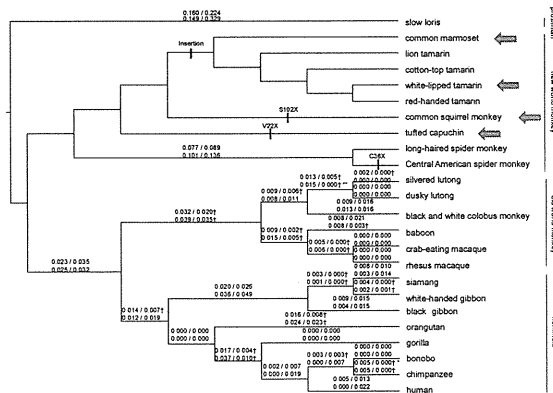 0.160 / 0.224
0.149 / 0.329
slow loris
common marmoset
Insertion
lion tamarin
cotton-top tamarin
white-lipped tamarin
red-handed tamarin
S102X
common squirrel monkey
V22X
tufted capuchin
0.077 / 0.089
0.101 / 0.136
long-haired spider monkey
C36X
Central American spider monkey
0.002 / 0.000†
0.000 / 0.000
silvered lutong
0.013 / 0.005†
0.015 / 0.000†**
0.000 / 0.000
0.000 / 0.000
dusky lutong
0.009 / 0.006†
0.008 / 0.011
0.009 / 0.016
0.013 / 0.016
black and white colobus monkey
0.032 / 0.020†
0.039 / 0.035†
0.008 / 0.021
0.008 / 0.003†
baboon
0.009 / 0.002†
0.015 / 0.005†
0.000 / 0.000
0.000 / 0.000
crab-eating macaque
0.005 / 0.000†
0.006 / 0.000†
0.000 / 0.000
0.006 / 0.010
rhesus macaque
0.023 / 0.035
0.025 / 0.032
0.003 / 0.014
siamang
0.003 / 0.000†
0.001 / 0.000†
0.004 / 0.000†
0.002 / 0.001†
white-handed gibbon
0.020 / 0.026
0.036 / 0.049
0.009 / 0.015
0.004 / 0.015
black gibbon
0.014 / 0.007†
0.012 / 0.019
0.016 / 0.008†
0.024 / 0.023†
orangutan
0.000 / 0.000
0.000 / 0.000
0.000 / 0.000
0.000 / 0.000
gorilla
0.017 / 0.004†
0.037 / 0.010†
0.000 / 0.000
0.000 / 0.000
bonobo
0.003 / 0.003†
0.000 / 0.007
0.005 / 0.000†
0.005 / 0.000†
chimpanzee
0.002 / 0.007
0.000 / 0.019
0.005 / 0.013
0.000 / 0.022
human